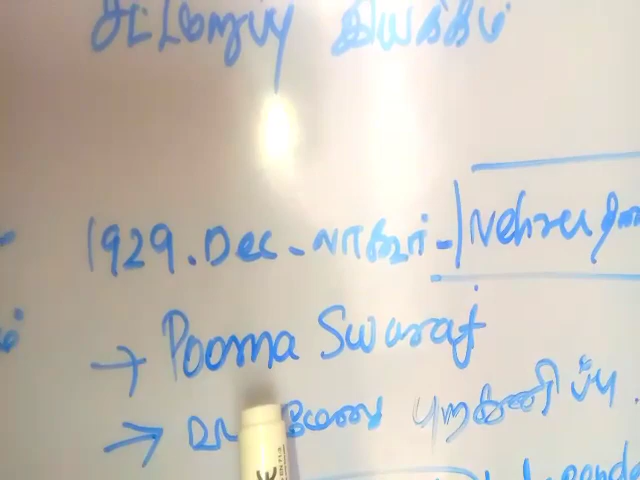 சட்டமறுப்பு இயக்கம்
1929. Dec - லாகூர் - Nehru
→ Poorna Swaraj
→ புறக்கணிப்பு.